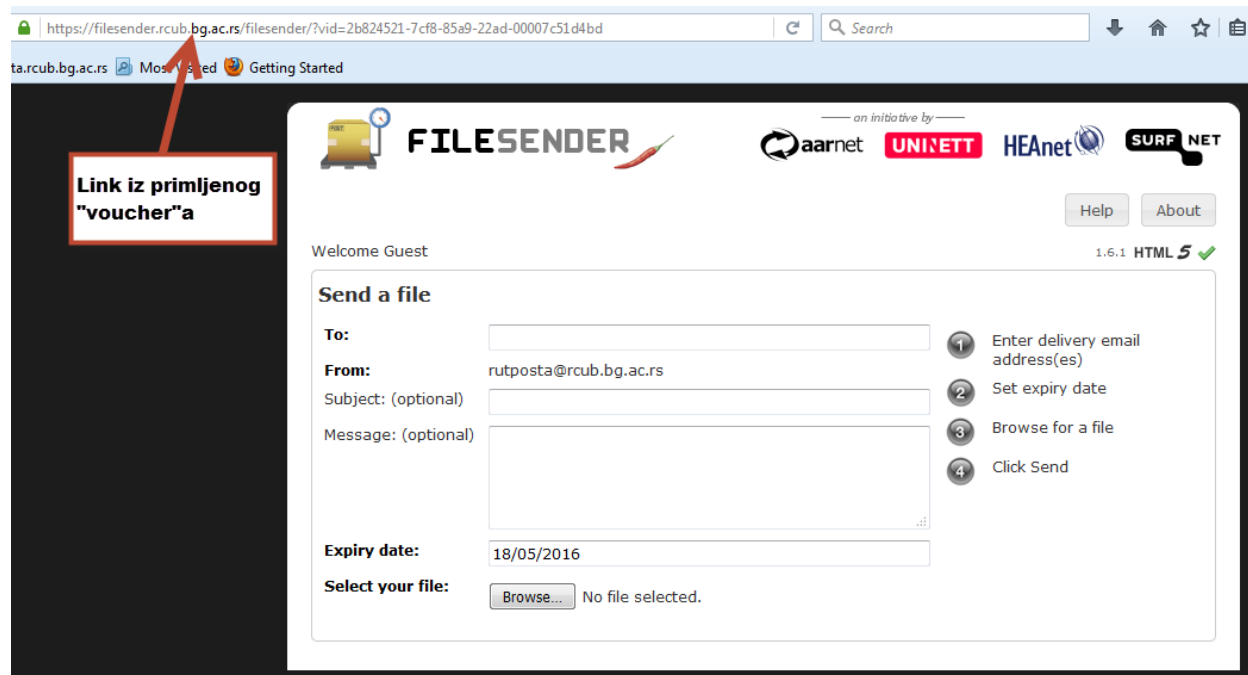 https://filesender.rcub.bg.ac.rs/filesender/?vid=2b824521-7cf8-85a9-22ad-00007c51d4bd
Search
ta.rcub.bg.ac.rs Most Visited Getting Started
Link iz primljenog
"voucher"a
FILESENDER
an initiative by
aarnet UNINETT HEAnet SURF NET
Help About
Welcome Guest
1.6.1 HTML 5
Send a file
To:
From: rutposta@rcub.bg.ac.rs
Subject: (optional)
Message: (optional)
Expiry date: 18/05/2016
Select your file: Browse... No file selected.
1 Enter delivery email
address(es)
2 Set expiry date
3 Browse for a file
4 Click Send